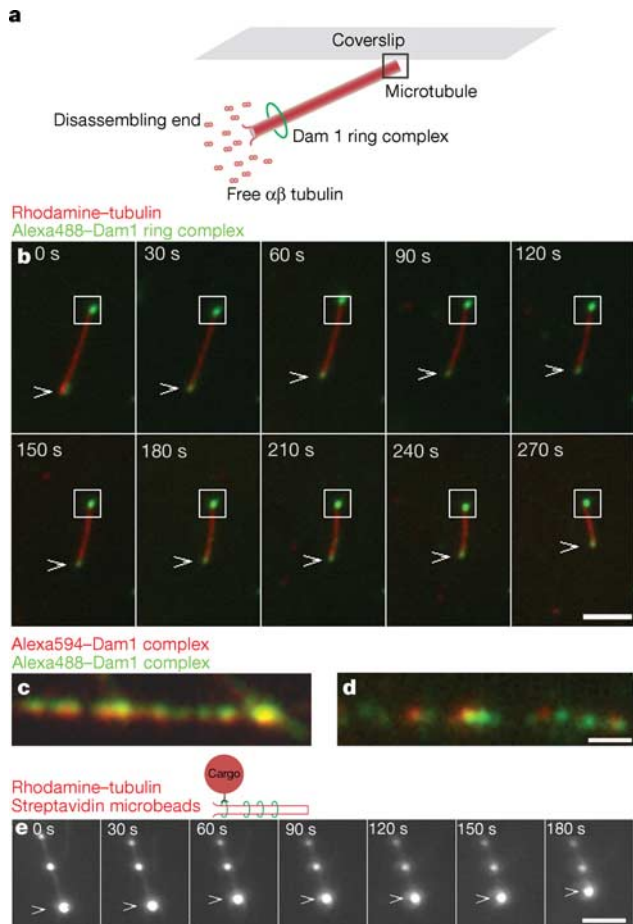 a
Coverslip
Microtubule
Disassembling end
Dam 1 ring complex
Free αβ tubulin
Rhodamine–tubulin
Alexa488–Dam1 ring complex
b 0 s 30 s 60 s 90 s 120 s
150 s 180 s 210 s 240 s 270 s
Alexa594–Dam1 complex
Alexa488–Dam1 complex
c d
Cargo
Rhodamine–tubulin
Streptavidin microbeads
e 0 s 30 s 60 s 90 s 120 s 150 s 180 s